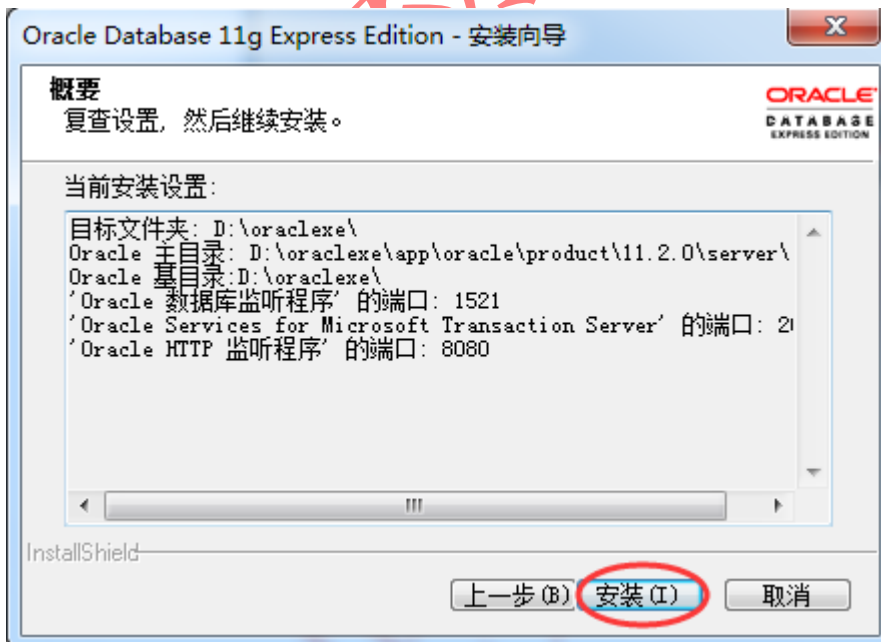 Oracle Database 11g Express Edition - 安装向导
概要
复查设置, 然后继续安装。
ORACLE
DATABASE
EXPRESS EDITION
当前安装设置:
目标文件夹: D:\oraclexe\
Oracle 主目录: D:\oraclexe\app\oracle\product\11.2.0\server\
Oracle 基目录:D:\oraclexe\
'Oracle 数据库监听程序' 的端口: 1521
'Oracle Services for Microsoft Transaction Server' 的端口:
'Oracle HTTP 监听程序' 的端口: 8080
InstallShield
上一步(B) 安装(I) 取消